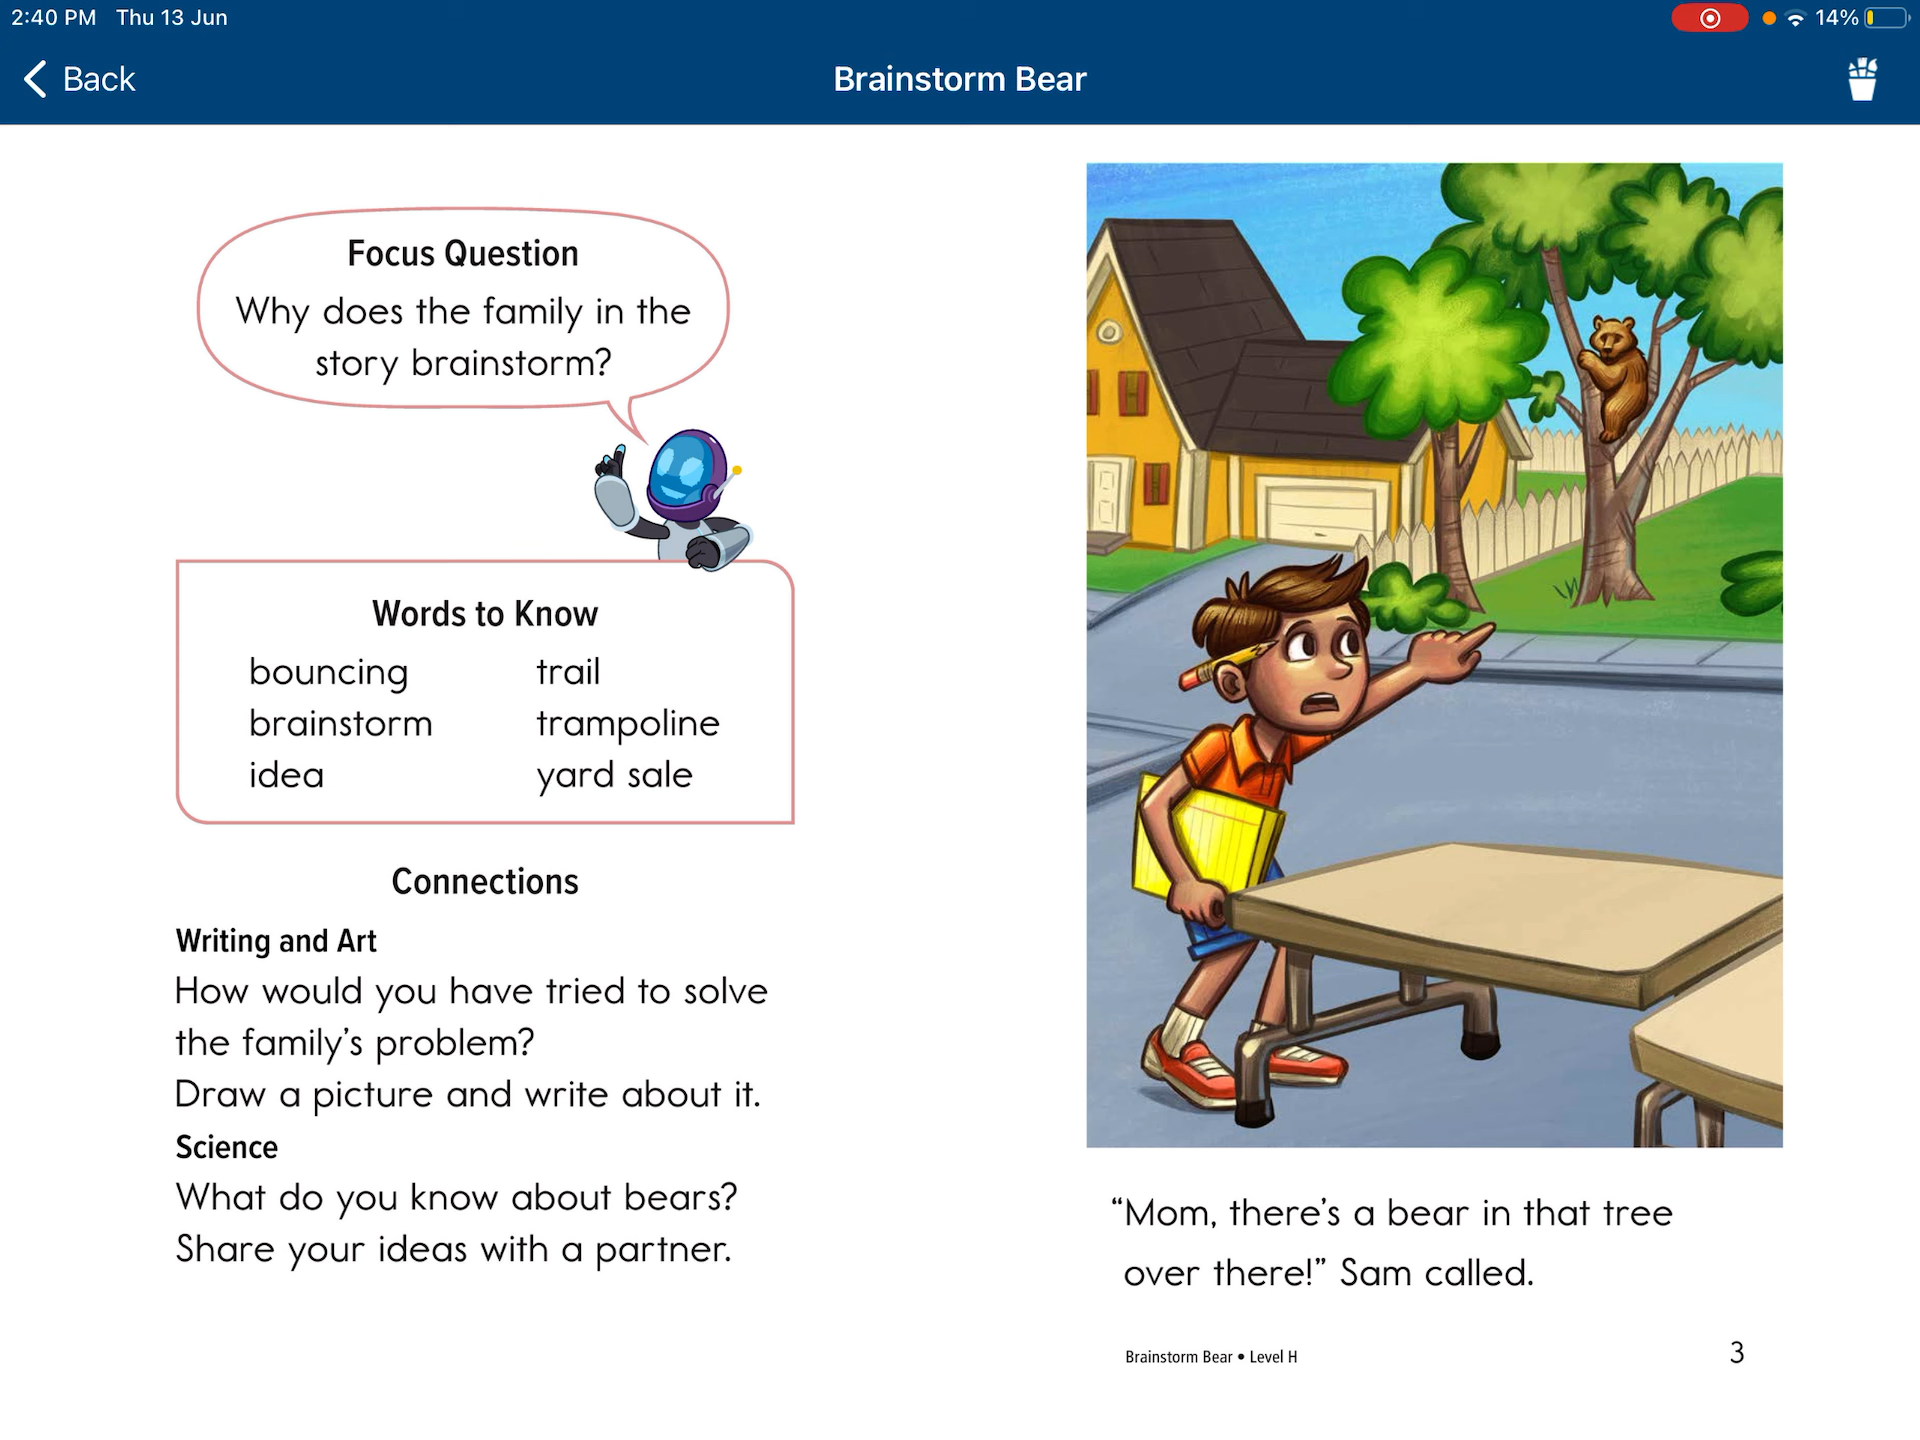 2:40 PM Thu 13 Jun
14%
Back
Brainstorm Bear
Focus Question
Why does the family in the
story brainstorm?
Words to Know
bouncing
brainstorm
idea
trail
trampoline
yard sale
Connections
Writing and Art
How would you have tried to solve
the family's problem?
Draw a picture and write about it.
Science
What do you know about bears?
Share your ideas with a partner.
“Mom, there's a bear in that tree
over there!” Sam called.
Brainstorm Bear • Level H
3